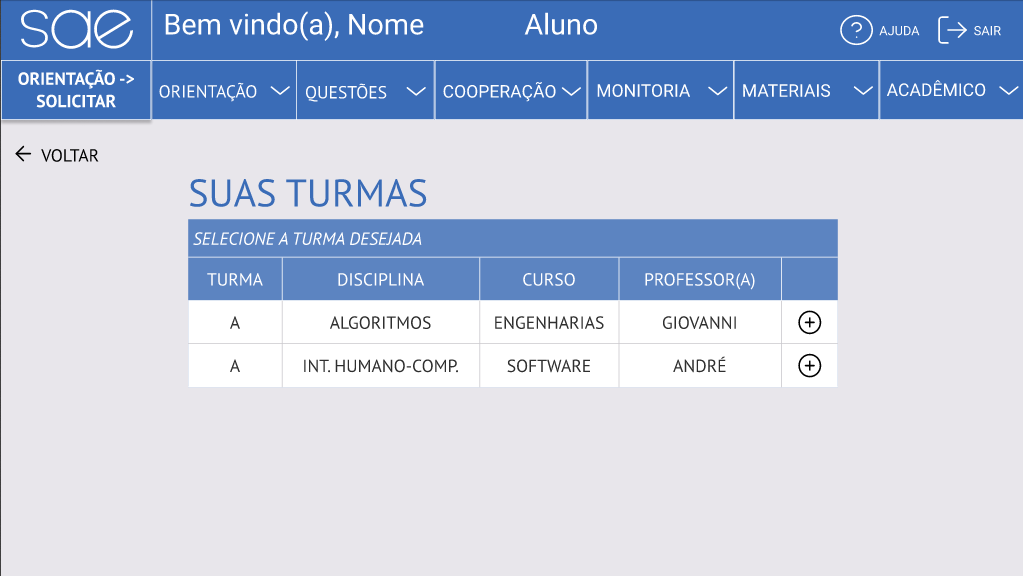 sae
Bem vindo(a), Nome
Aluno
?
AJUDA
SAIR
ORIENTAÇÃO ->
SOLICITAR
ORIENTAÇÃO
QUESTÕES
COOPERAÇÃO
MONITORIA
MATERIAIS
ACADÊMICO
VOLTAR
SUAS TURMAS
SELECIONE A TURMA DESEJADA
TURMA DISCIPLINA CURSO PROFESSOR(A)
A ALGORITMOS ENGENHARIAS GIOVANNI
A INT. HUMANO-COMP. SOFTWARE ANDRÉ